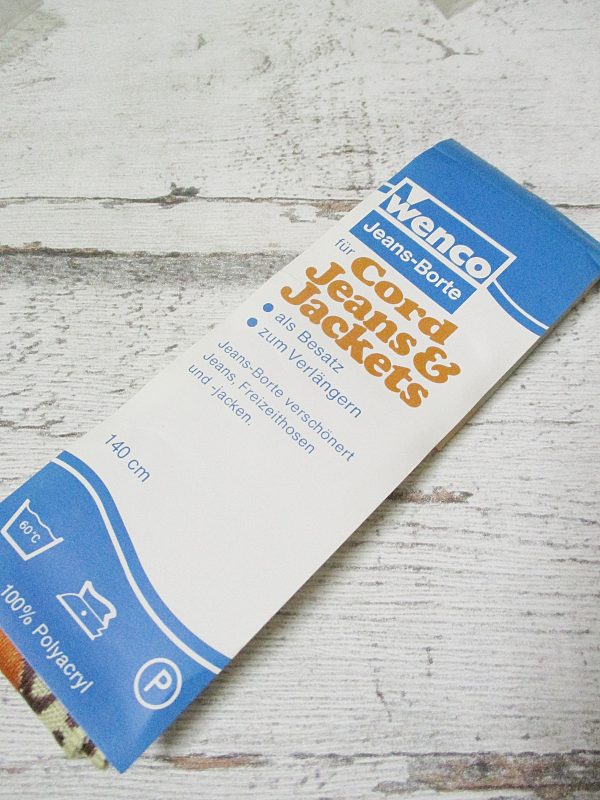 Wenco
Jeans-Borte
für
Cord
Jeans &
Jackets
• als Besatz
• zum Verlängern
Jeans-Borte verschönert
Jeans, Freizeithosen
und -jacken.
140 cm
60°C
100% Polyacryl
P